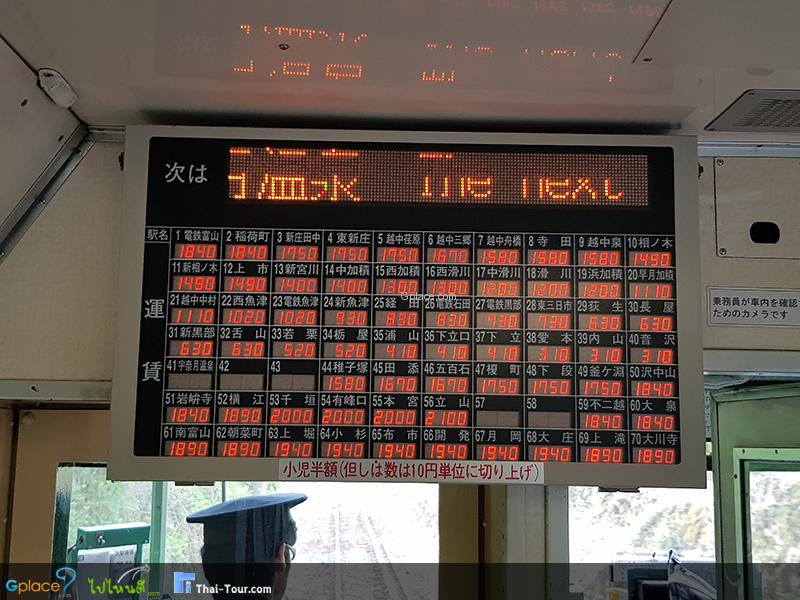 次は
The next
駅名 1 電鉄富山 2 稲荷町 3 新庄田中 4 東新庄 5 越中荏原 6 越中三郷 7 越中舟橋 8 寺田 9 越中泉 10 相ノ木
1840 1840 1750 1750 1750 1670 1580 1580 1580 1490
11 新相ノ木 12 上市 13 新宮川 14 中加積 15 西加積 16 西滑川 17 中滑川 18 滑川 19 浜加積 20 早月加積
1490 1490 1400 1400 1300 1300 1200 1200 1200 1110
21 越中中村 22 西魚津 23 電鉄魚津 24 新魚津 25 経田 26 電鉄石田 27 電鉄黒部 28 東三日市 29 荻生 30 長屋
1110 1020 1020 930 830 830 730 730 630 630
31 新黒部 32 舌山 33 若栗 34 栃屋 35 浦山 36 下立口 37 下立 38 愛本 39 内山 40 音沢
630 630 520 520 410 410 410 310 310 310
41 宇奈月温泉 42 43 44 稚子塚 45 田添 46 五百石 47 榎町 48 下段 49 釜ケ淵 50 沢中山
1580 1670 1670 1750 1750 1750 1840
51 岩峅寺 52 横江 53 千垣 54 有峰口 55 本宮 56 立山 57 58 59 不二越 60 大泉
1840 1890 2000 2000 2000 2100 1840 1840
61 南富山 62 朝菜町 63 上堀 64 小杉 65 布市 66 開発 67 月岡 68 大庄 69 上滝 70 大川寺
1890 1890 1940 1940 1940 1940 1940 1940 1890 1890
運賃
小児半額(但しは数は10円単位に切り上げ)
乗務員が車内を確認
ためのカメラです
Gplace.com
Gplace ไปไหนดี.com Thai-Tour.com